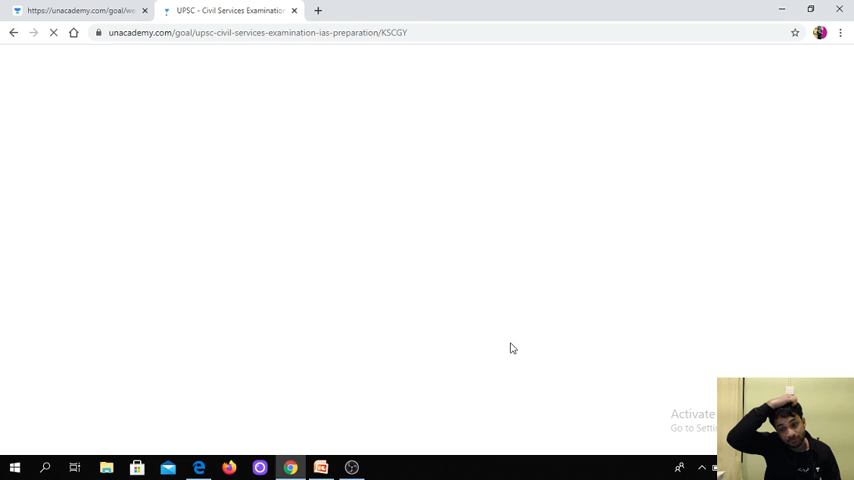 https://unacademy.com/goal/we
UPSC - Civil Services Examination
unacademy.com/goal/upsc-civil-services-examination-ias-preparation/KSCGY
Activate
Go to Setti